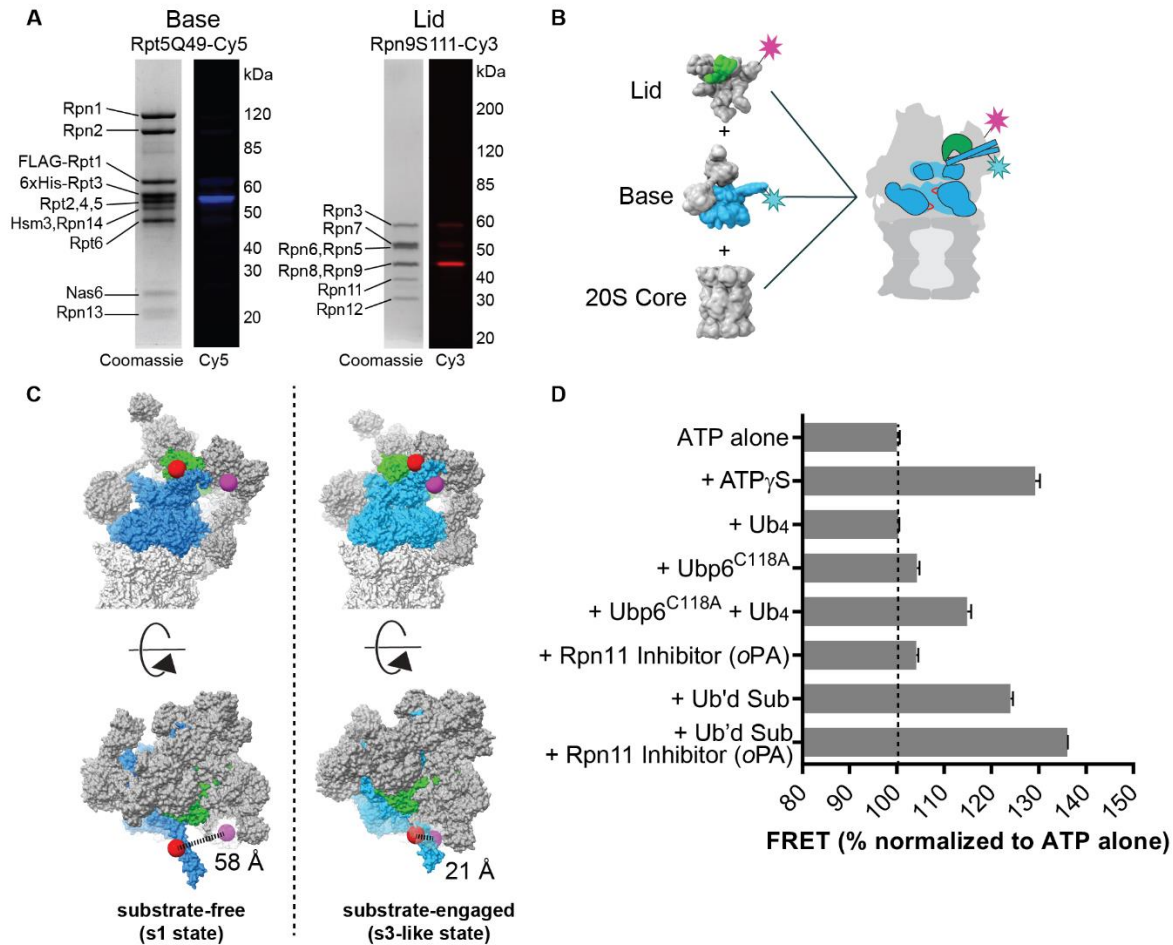 A
Base
Rpt5Q49-Cy5
kDa
Rpn1
Rpn2
FLAG-Rpt1
6xHis-Rpt3
Rpt2,4,5
Hsm3,Rpn14
Rpt6
Nas6
Rpn13
120
85
60
50
40
30
20
Coomassie
Cy5
Lid
Rpn9S111-Cy3
kDa
Rpn3
Rpn7
Rpn6,Rpn5
Rpn8,Rpn9
Rpn11
Rpn12
200
120
85
60
50
40
30
20
Coomassie
Cy3
B
Lid
+
Base
+
20S Core
C
58 Å
21 Å
substrate-free
(s1 state)
substrate-engaged
(s3-like state)
D
ATP alone
+ ATPγS
+ Ub4
+ Ubp6C118A
+ Ubp6C118A + Ub4
+ Rpn11 Inhibitor (oPA)
+ Ub'd Sub
+ Ub'd Sub
+ Rpn11 Inhibitor (oPA)
80 90 100 110 120 130 140 150
FRET (% normalized to ATP alone)